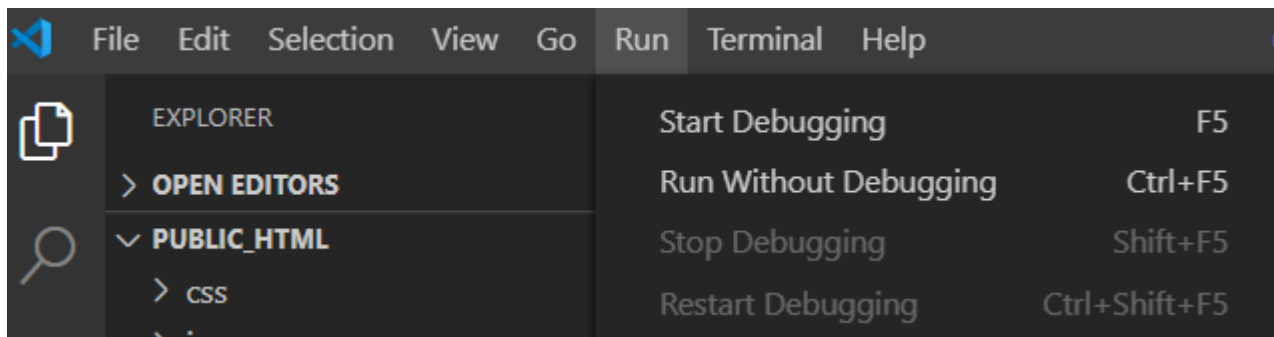 File Edit Selection View Go Run Terminal Help
EXPLORER
OPEN EDITORS
PUBLIC_HTML
css
Start Debugging F5
Run Without Debugging Ctrl+F5
Stop Debugging Shift+F5
Restart Debugging Ctrl+Shift+F5